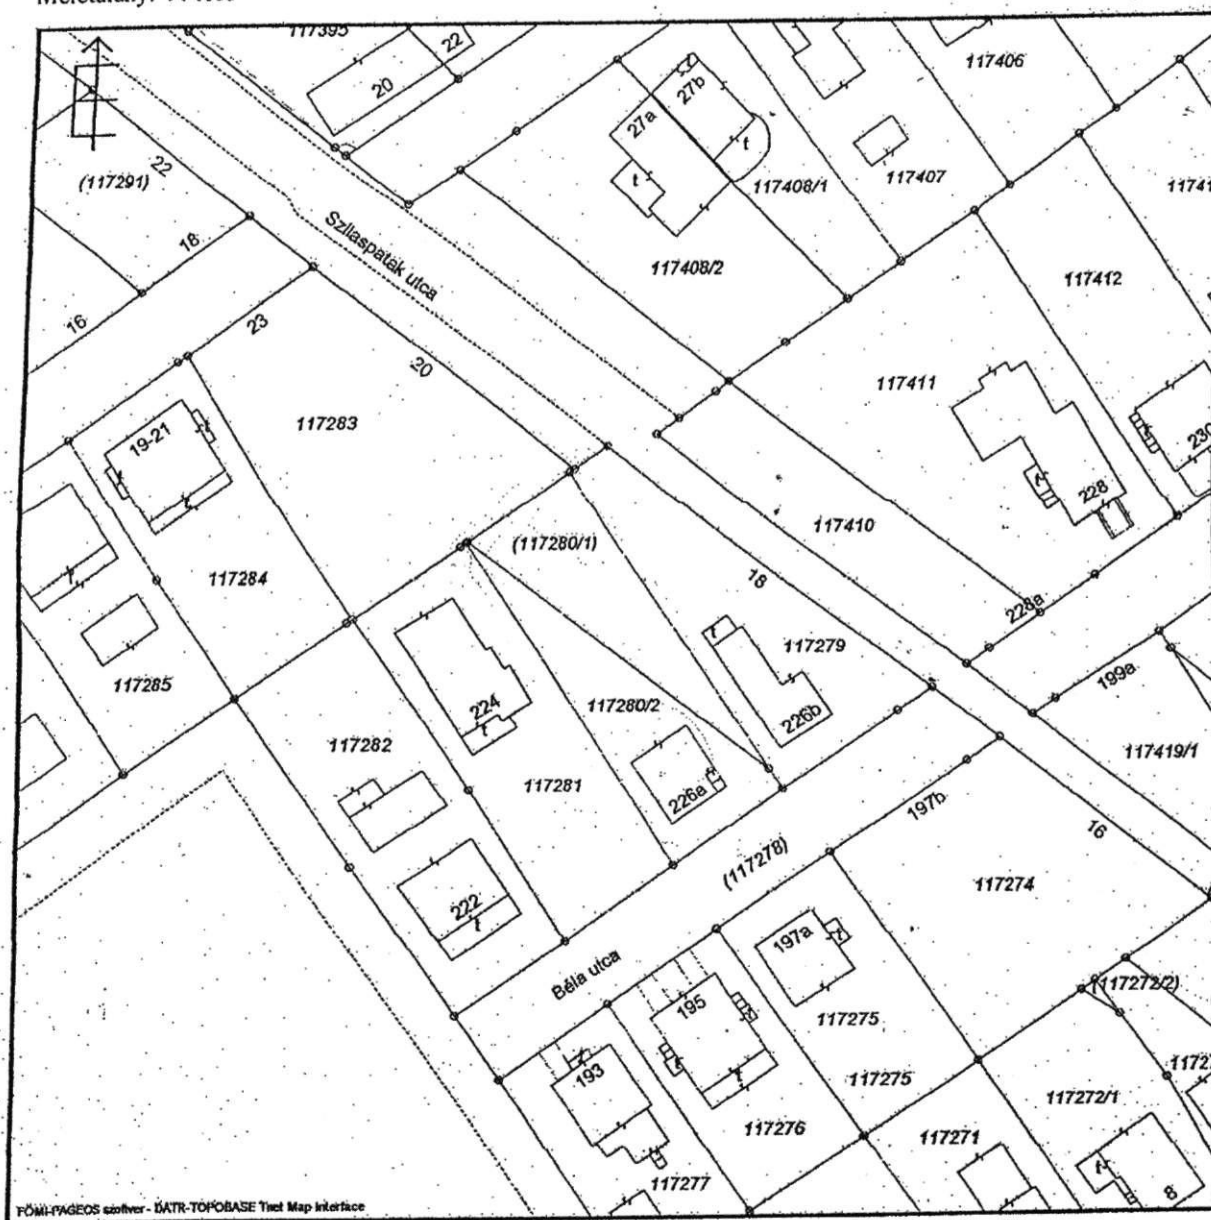 117395
22
20
27b
27a
t
t
117406
(117291)
22
18
16
117408/1
117407
117408/2
Szilaspatak utca
117412
117411
23
20
117283
19-21
t
t
t
t
230
228
t
117410
(117280/1)
18
117284
117285
t
228a
199a
117279
t
226b
117280/2
224
t
117282
117281
226a
117419/1
197b
16
(117278)
117274
222
t
Béla utca
197a
t
(117272/2)
195
117275
t
t
193
t
117275
117272/1
117276
117271
117277
t
8
FÖMI-PAGEOS szoftver - DATR-TOPOBASE Tnet Map Interface